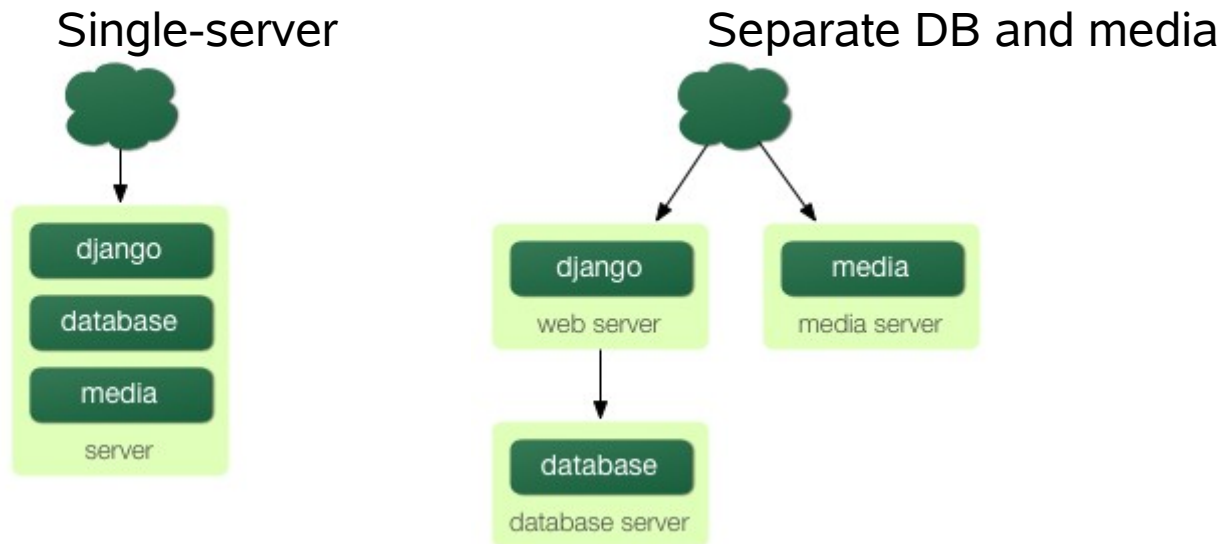 Single-server
django
database
media
server
Separate DB and media
django
web server
media
media server
database
database server